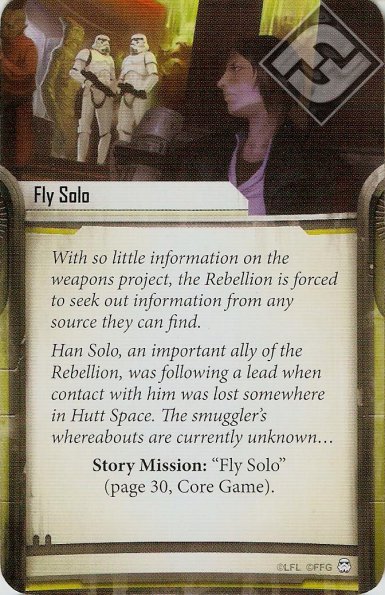 Fly Solo
With so little information on the
weapons project, the Rebellion is forced
to seek out information from any
source they can find.
Han Solo, an important ally of the
Rebellion, was following a lead when
contact with him was lost somewhere
in Hutt Space. The smuggler’s
whereabouts are currently unknown…
Story Mission: “Fly Solo”
(page 30, Core Game).
©LFL ©FFG